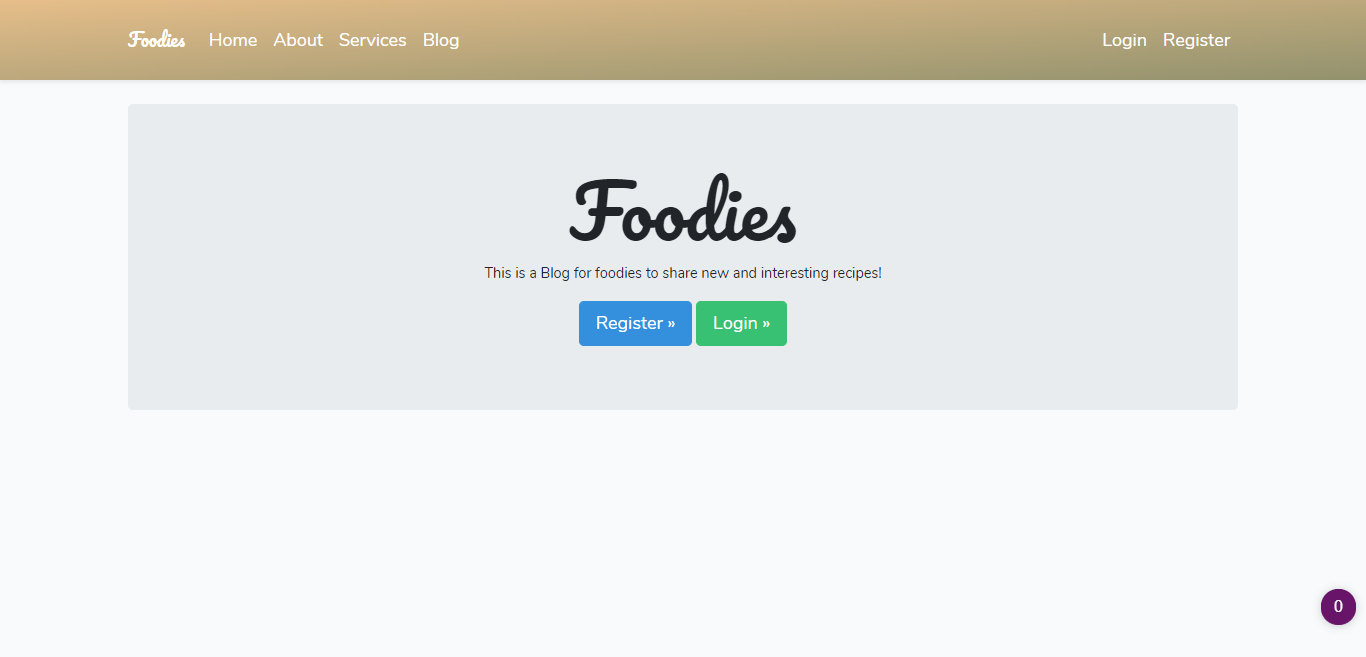 Foodies Home About Services Blog Login Register
Foodies
This is a Blog for foodies to share new and interesting recipes!
Register » Login »
0